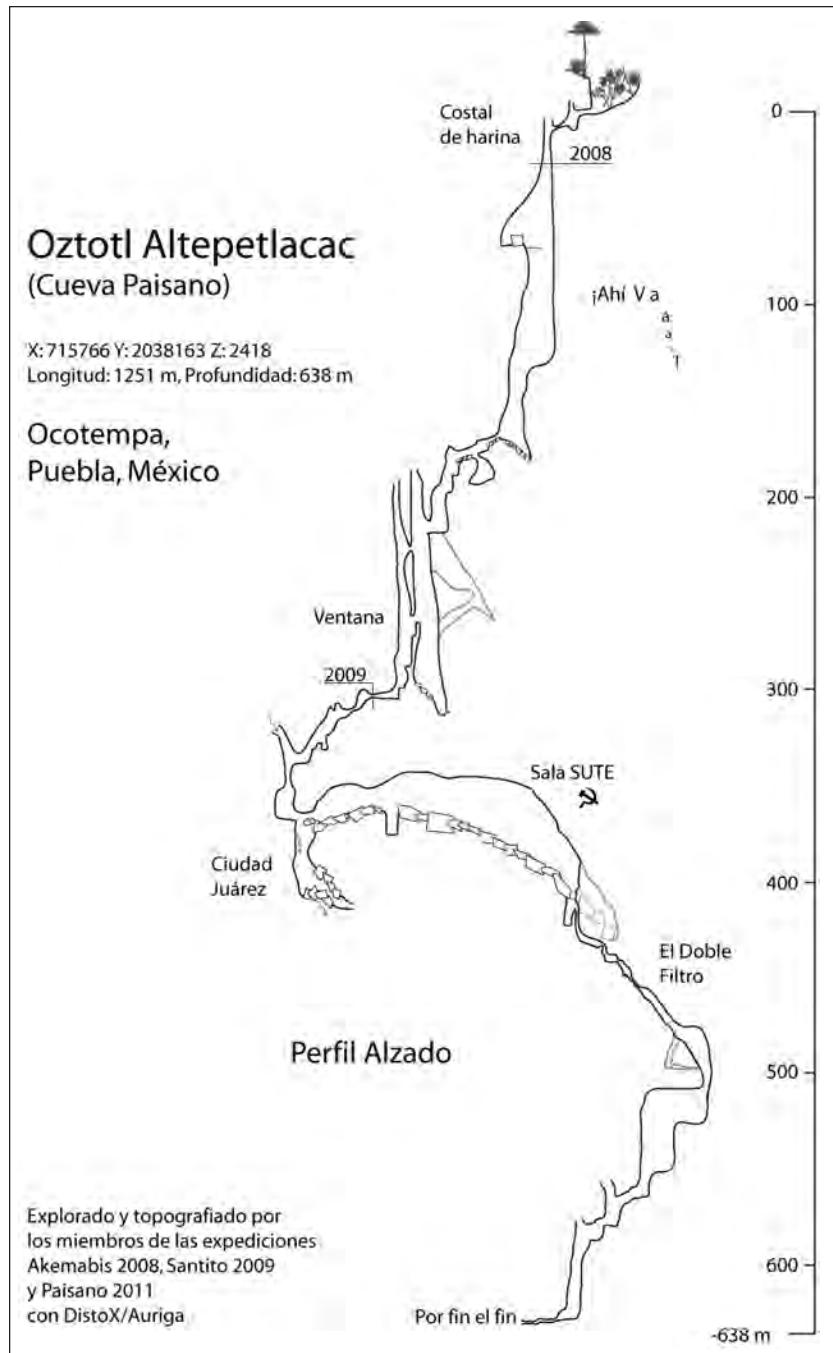 Costal
de harina
2008
0
Oztotl Altepetlacac
(Cueva Paisano)
¡Ahí V a
á
a
T
100
X: 715766 Y: 2038163 Z: 2418
Longitud: 1251 m, Profundidad: 638 m
Ocotempa,
Puebla, México
200
Ventana
2009
300
Sala SUTE
Ciudad
Juárez
400
El Doble
Filtro
Perfil Alzado
500
Explorado y topografiado por
los miembros de las expediciones
Akemabis 2008, Santito 2009
y Paisano 2011
con DistoX/Auriga
600
Por fin el fin
-638 m